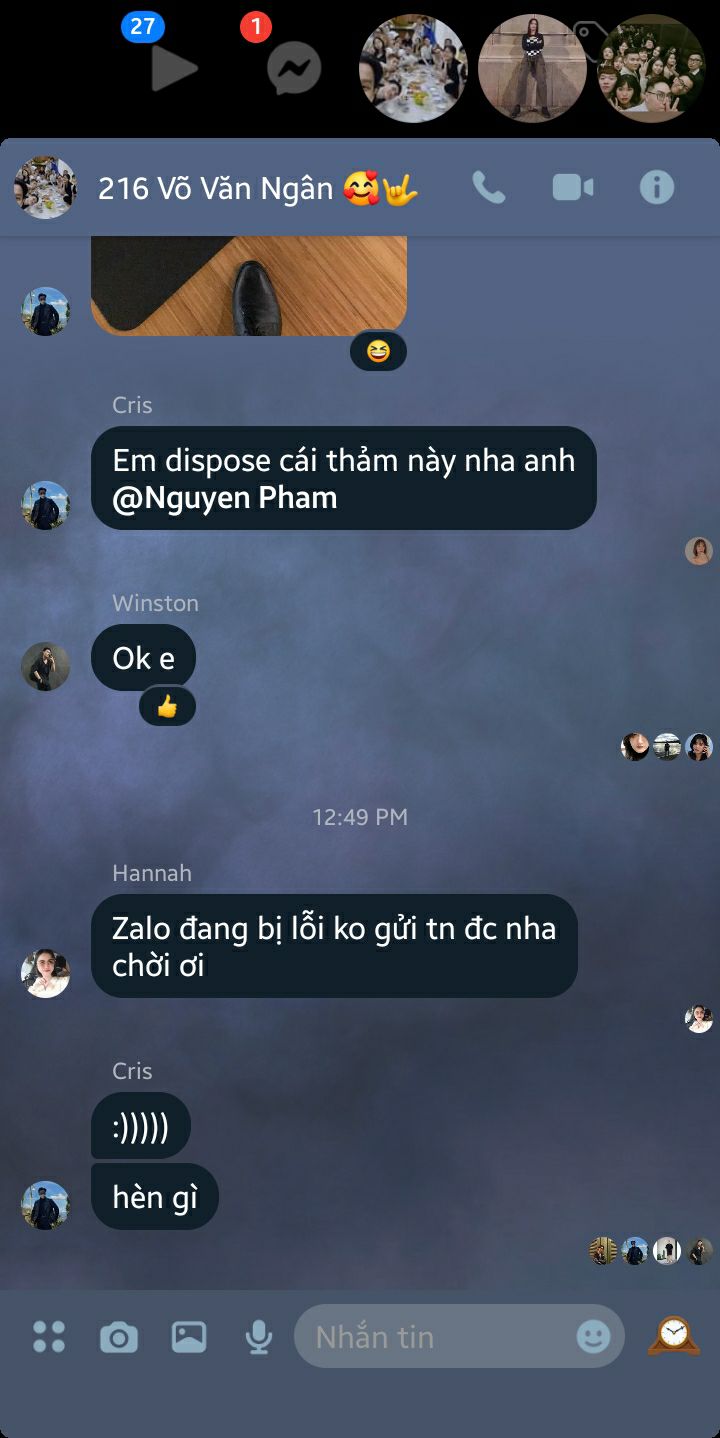 27
1
216 Võ Văn Ngân 🥰🤟
Cris
Em dispose cái thảm này nha anh
@Nguyen Pham
Winston
Ok e
12:49 PM
Hannah
Zalo đang bị lỗi ko gửi tn đc nha
chời ơi
Cris
:)))))
hèn gì
Nhắn tin